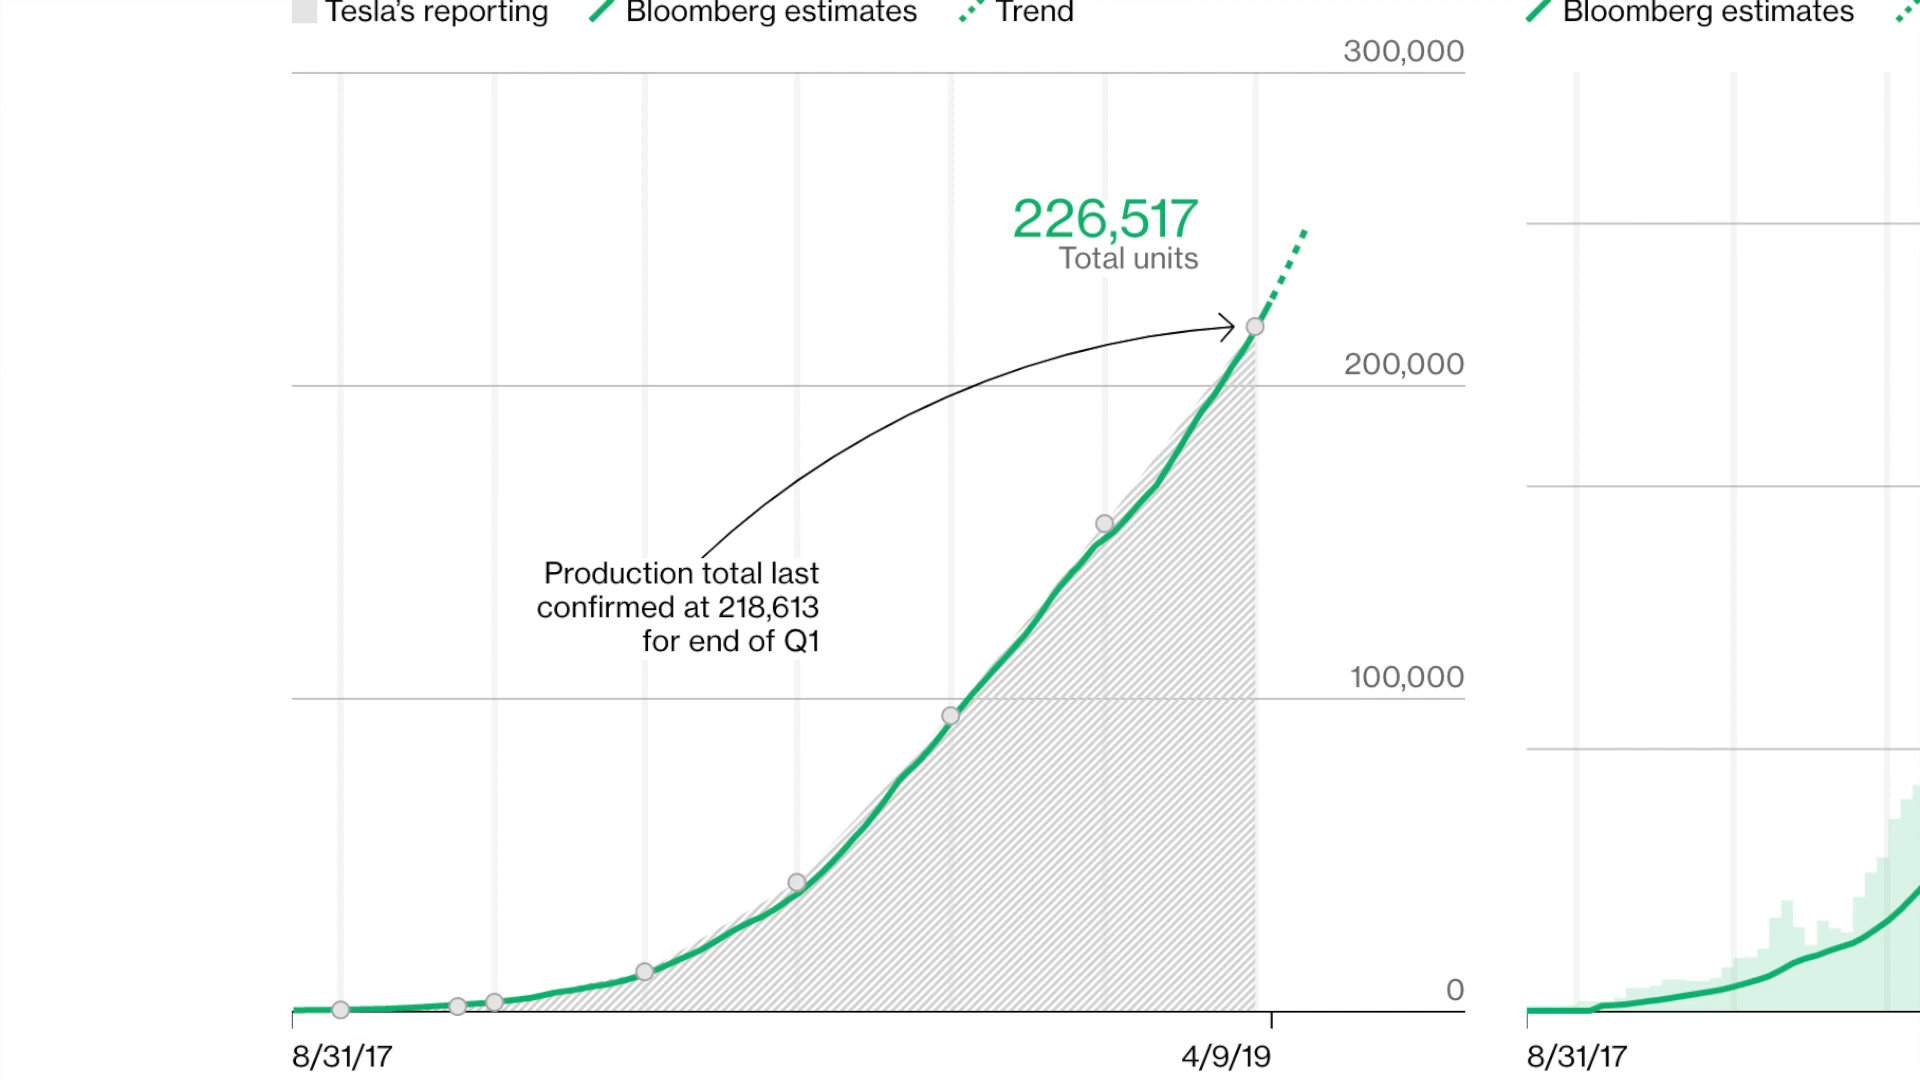 Tesla's reporting
Bloomberg estimates
Trend
300,000
226,517
Total units
200,000
Production total last
confirmed at 218,613
for end of Q1
100,000
0
8/31/17
4/9/19
Bloomberg estimates
8/31/17